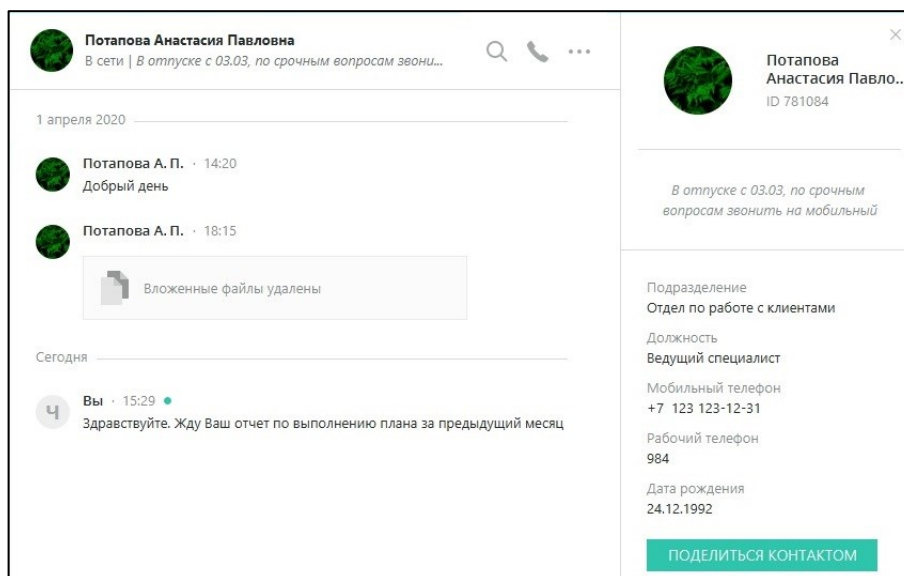 Потапова Анастасия Павловна
В сети | В отпуске с 03.03, по срочным вопросам звони...
1 апреля 2020
Потапова А. П. · 14:20
Добрый день
Потапова А. П. · 18:15
Вложенные файлы удалены
Сегодня
Ч
Вы · 15:29
Здравствуйте. Жду Ваш отчет по выполнению плана за предыдущий месяц
Потапова
Анастасия Павло..
ID 781084
В отпуске с 03.03, по срочным
вопросам звонить на мобильный
Подразделение
Отдел по работе с клиентами
Должность
Ведущий специалист
Мобильный телефон
+7 123 123-12-31
Рабочий телефон
984
Дата рождения
24.12.1992
ПОДЕЛИТЬСЯ КОНТАКТОМ